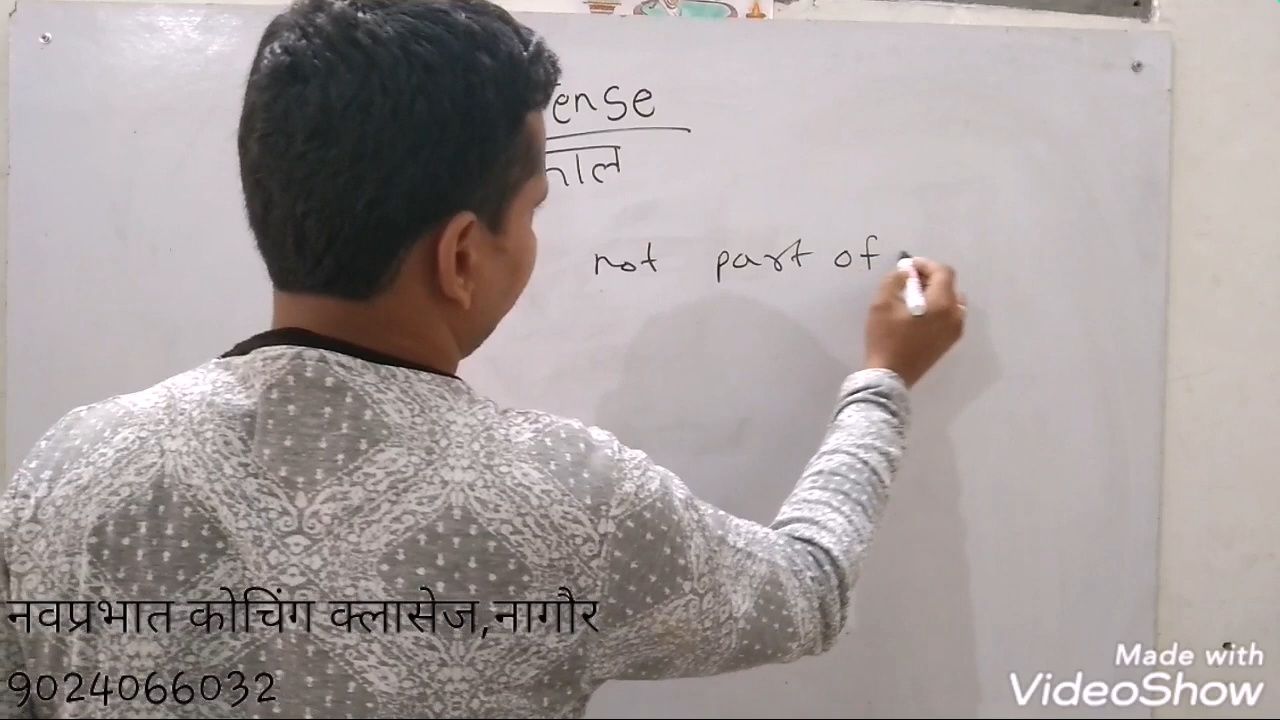 ense
not part of
नवप्रभात कोचिंग क्लासेज,नागौर
9024066032
Made with
VideoShow